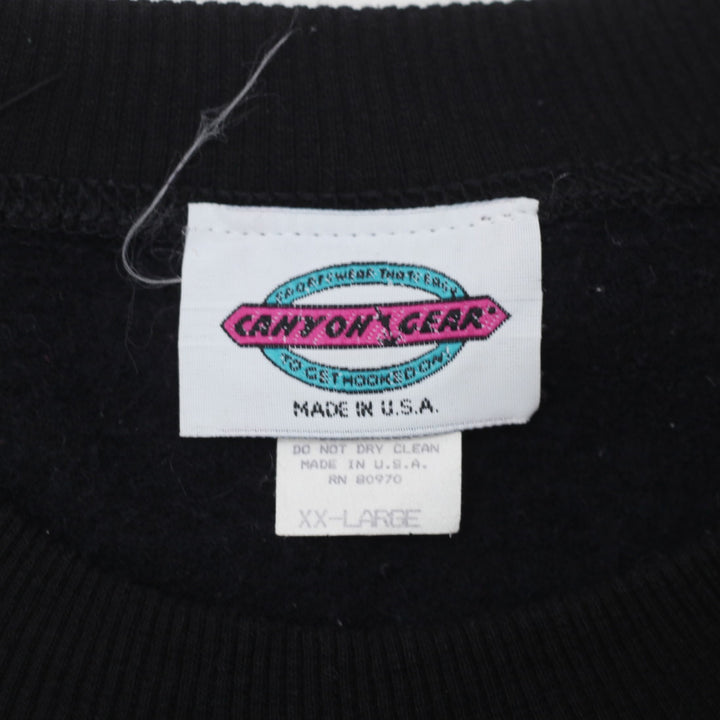 SPORTSWEAR THAT'S EASY
CANYON GEAR
TO GET HOOKED ON!
MADE IN U.S.A.
DO NOT DRY CLEAN
MADE IN U.S.A.
RN 80970
XX-LARGE